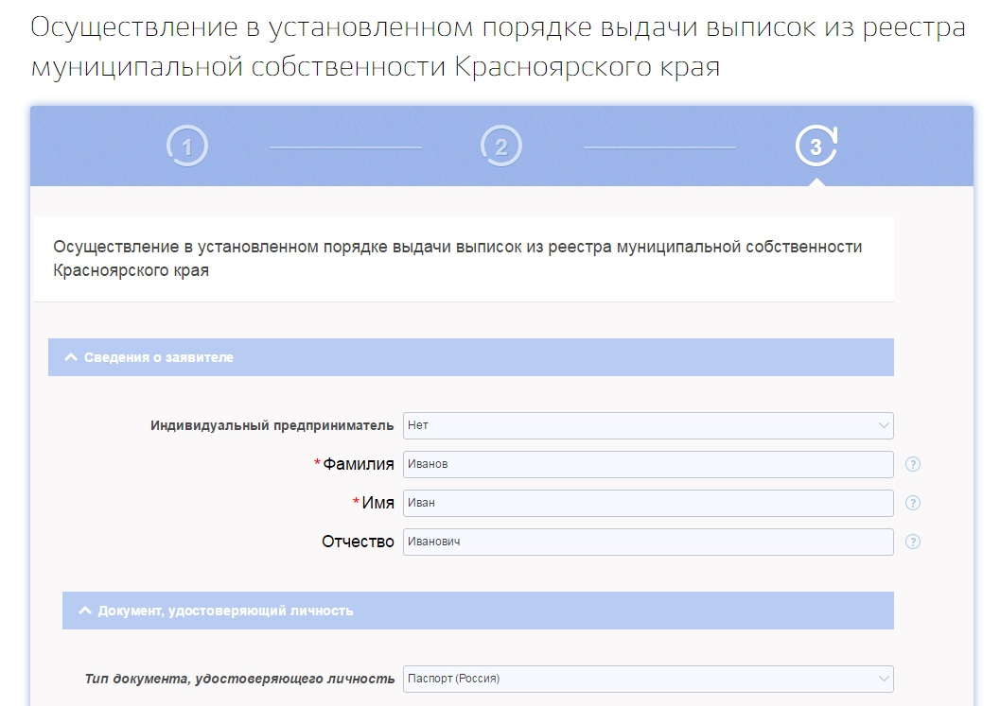 Осуществление в установленном порядке выдачи выписок из реестра
муниципальной собственности Красноярского края
1 2 3
Осуществление в установленном порядке выдачи выписок из реестра муниципальной собственности
Красноярского края
Сведения о заявителе
Индивидуальный предприниматель Нет
*Фамилия Иванов ?
*Имя Иван ?
Отчество Иванович ?
Документ, удостоверяющий личность
Тип документа, удостоверяющего личность Паспорт (Россия)